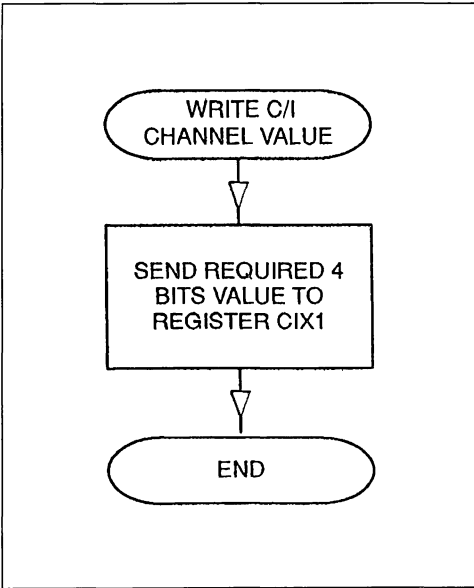 WRITE C/I
CHANNEL VALUE
SEND REQUIRED 4
BITS VALUE TO
REGISTER CIX1
END